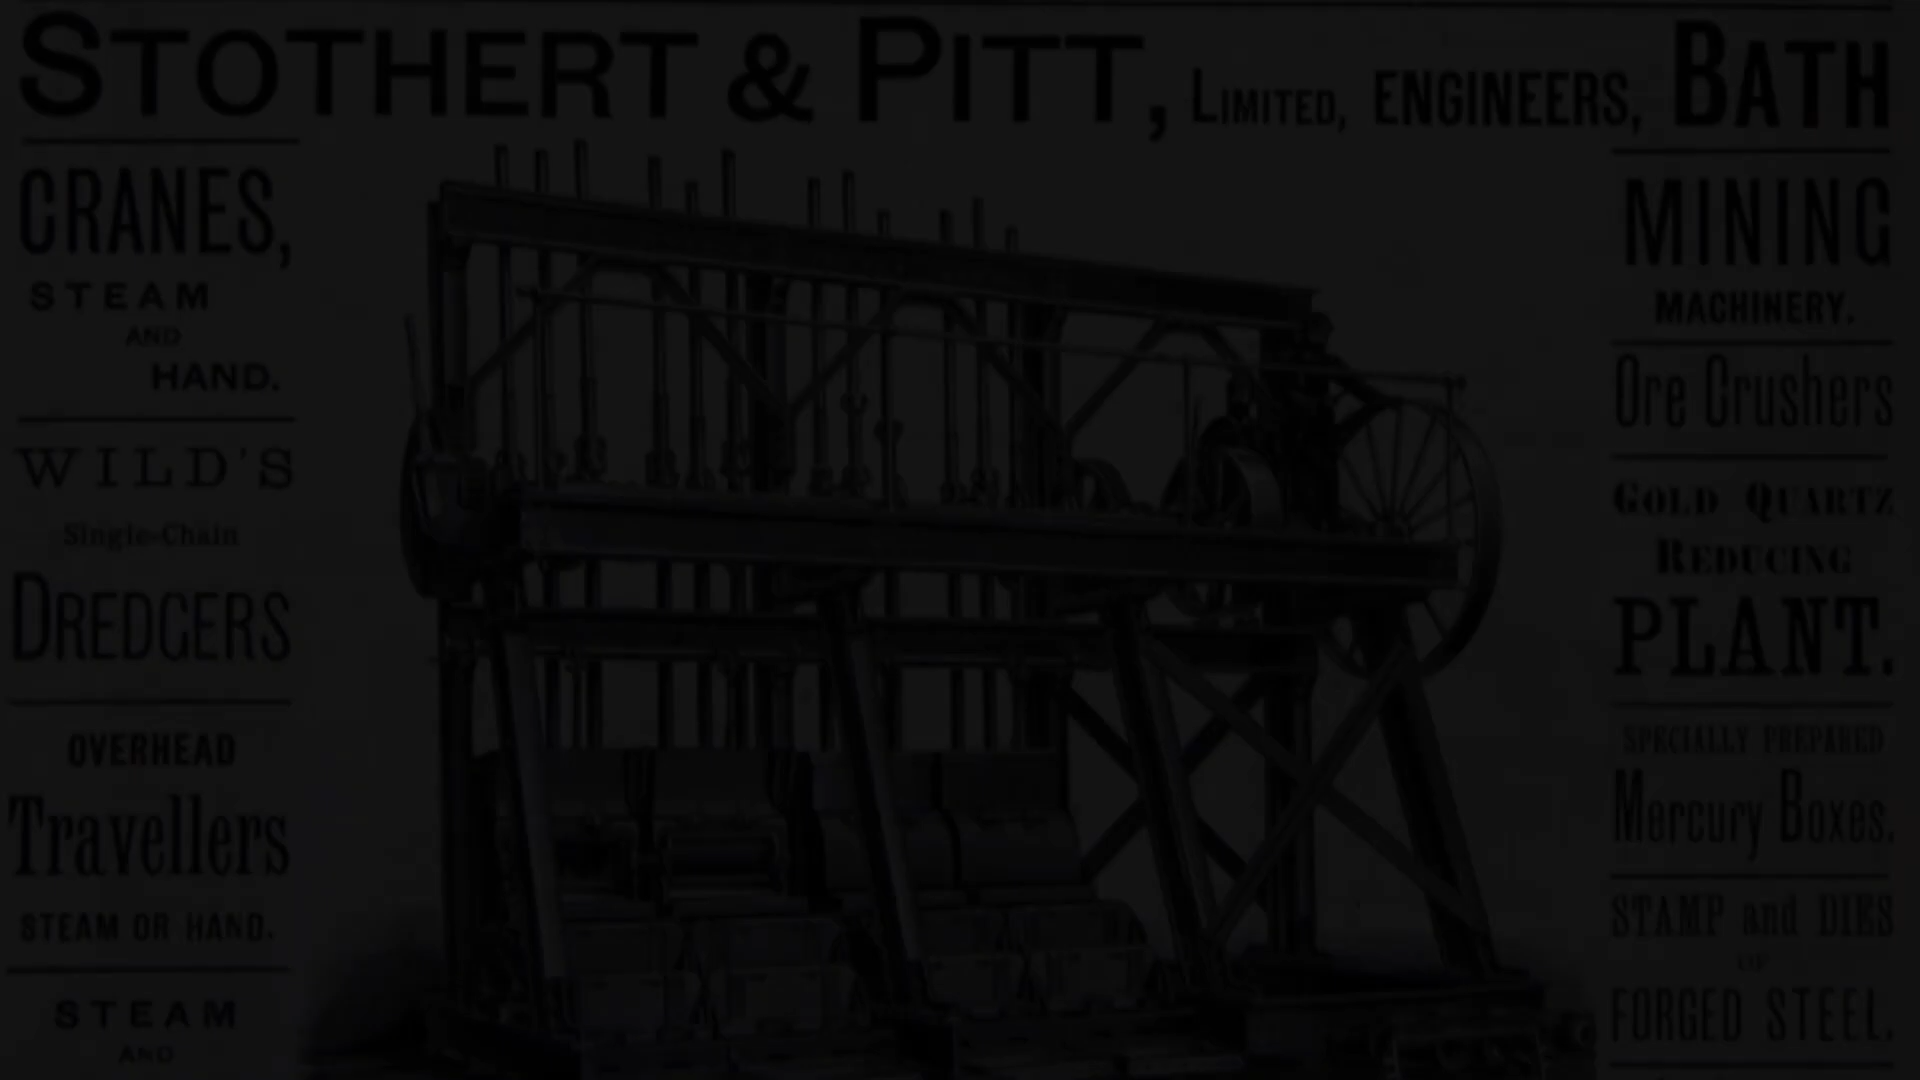 STOTHERT & PITT, LIMITED, ENGINEERS, BATH
CRANES,
STEAM
AND
HAND.
WILD'S
Single-Chain
DREDGERS
OVERHEAD
Travellers
STEAM OR HAND.
STEAM
AND
MINING
MACHINERY.
Ore Crushers
GOLD QUARTZ
REDUCING
PLANT.
SPECIALLY PREPARED
Mercury Boxes.
STAMP and DIES
OF
FORGED STEEL.